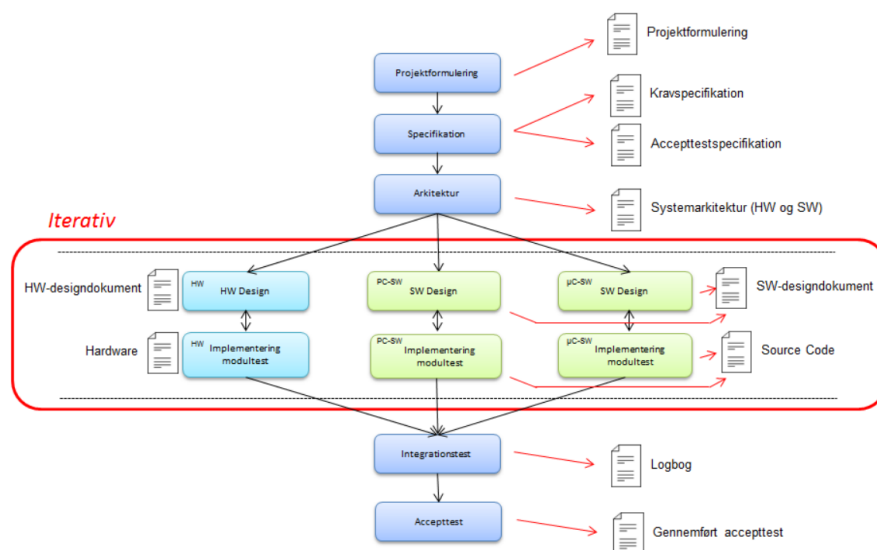 Projektformulering
Projektformulering
Kravspecifikation
Specifikation
Accepttestspecifikation
Arkitektur
Systemarkitektur (HW og SW)
Iterativ
HW-designdokument
HW
HW Design
PC-SW
SW Design
µC-SW
SW Design
SW-designdokument
Hardware
HW
Implementering
modultest
PC-SW
Implementering
modultest
µC-SW
Implementering
modultest
Source Code
Integrationstest
Logbog
Accepttest
Gennemført accepttest